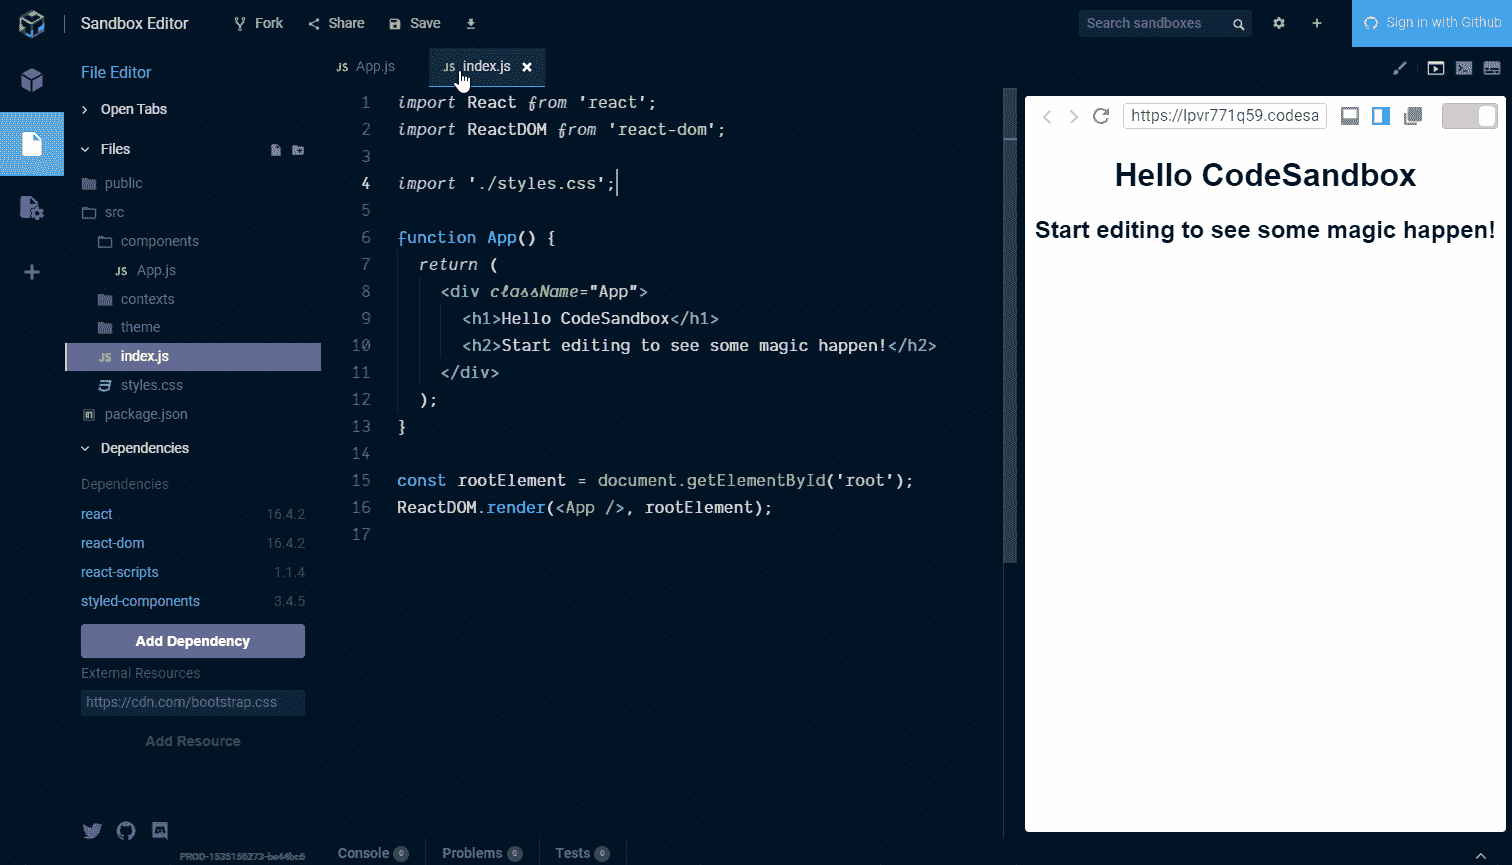 Sandbox Editor
Fork
Share
Save
Search sandboxes
Sign in with Github
File Editor
Open Tabs
Files
public
src
components
JS App.js
contexts
theme
JS index.js
styles.css
package.json
Dependencies
Dependencies
react 16.4.2
react-dom 16.4.2
react-scripts 1.1.4
styled-components 3.4.5
Add Dependency
External Resources
https://cdn.com/bootstrap.css
Add Resource
JS App.js
JS index.js
1 import React from 'react';
2 import ReactDOM from 'react-dom';
3
4 import './styles.css';
5
6 function App() {
7 return (
8 <div className="App">
9 <h1>Hello CodeSandbox</h1>
10 <h2>Start editing to see some magic happen!</h2>
11 </div>
12 );
13 }
14
15 const rootElement = document.getElementById('root');
16 ReactDOM.render(<App />, rootElement);
17
https://lpvr771q59.codesa
Hello CodeSandbox
Start editing to see some magic happen!
Console 0
Problems 0
Tests 0